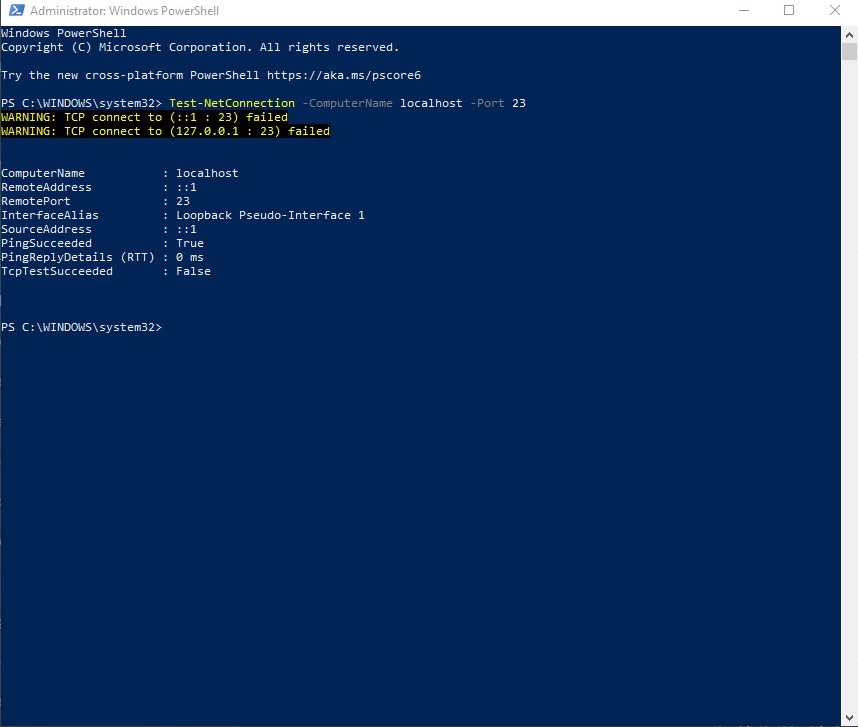 Administrator: Windows PowerShell
Windows PowerShell
Copyright (C) Microsoft Corporation. All rights reserved.
Try the new cross-platform PowerShell https://aka.ms/pscore6
PS C:\WINDOWS\system32> Test-NetConnection -ComputerName localhost -Port 23
WARNING: TCP connect to (::1 : 23) failed
WARNING: TCP connect to (127.0.0.1 : 23) failed
ComputerName           : localhost
RemoteAddress          : ::1
RemotePort             : 23
InterfaceAlias         : Loopback Pseudo-Interface 1
SourceAddress          : ::1
PingSucceeded          : True
PingReplyDetails (RTT) : 0 ms
TcpTestSucceeded       : False
PS C:\WINDOWS\system32>